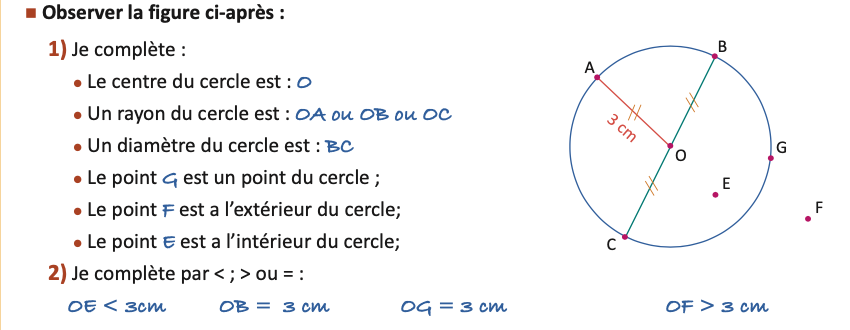 Observer la figure ci-après :
1) Je complète :
• Le centre du cercle est : O
• Un rayon du cercle est : OA ou OB ou OC
• Un diamètre du cercle est : BC
• Le point G est un point du cercle ;
• Le point F est a l'extérieur du cercle;
• Le point E est a l'intérieur du cercle;
2) Je complète par < ; > ou = :
OE < 3cm OB = 3 cm OG = 3 cm OF > 3 cm
B
A
3 cm
O
G
E
F
C